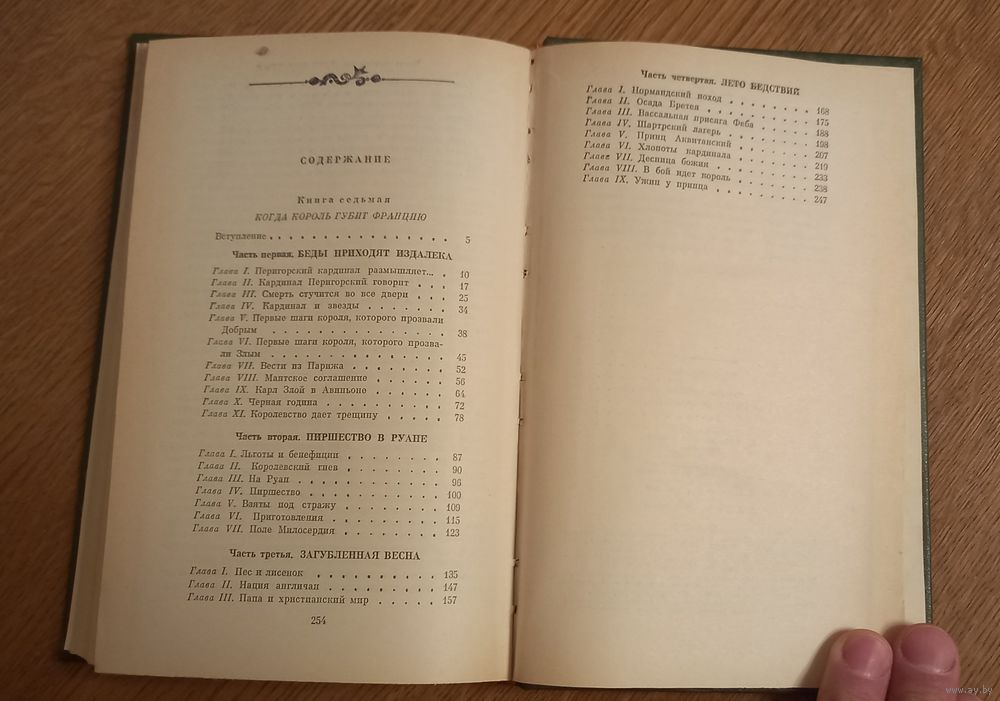 СОДЕРЖАНИЕ
Книга седьмая
КОГДА КОРОЛЬ ГУБИТ ФРАНЦИЮ
Вступление . . . . . . . . . . . . . . . 5
Часть первая. БЕДЫ ПРИХОДЯТ ИЗДАЛЕКА
Глава I. Перигорский кардинал размышляет... . 10
Глава II. Кардинал Перигорский говорит . . . 17
Глава III. Смерть стучится во все двери . . . 25
Глава IV. Кардинал и звезды . . . . . . . 34
Глава V. Первые шаги короля, которого прозвали
Добрым . . . . . . . . . . . . . . 38
Глава VI. Первые шаги короля, которого прозва-
ли Злым . . . . . . . . . . . . . . 45
Глава VII. Вести из Парижа . . . . . . . . 52
Глава VIII. Мантское соглашение . . . . . . 56
Глава IX. Карл Злой в Авиньоне . . . . . . 64
Глава X. Черная година . . . . . . . . . . 72
Глава XI. Королевство дает трещину . . . . . 78
Часть вторая. ПИРШЕСТВО В РУАНЕ
Глава I. Льготы и бенефиции . . . . . . . . 87
Глава II. Королевский гнев . . . . . . . . 90
Глава III. На Руан . . . . . . . . . . . 96
Глава IV. Пиршество . . . . . . . . . . . 100
Глава V. Взяты под стражу . . . . . . . . 109
Глава VI. Приготовления . . . . . . . . . 115
Глава VII. Поле Милосердия . . . . . . . . 123
Часть третья. ЗАГУБЛЕННАЯ ВЕСНА
Глава I. Пес и лисенок . . . . . . . . . . 135
Глава II. Нация англичан . . . . . . . . . 147
Глава III. Папа и христианский мир . . . . . 157
254
Часть четвертая. ЛЕТО БЕДСТВИЙ
Глава I. Нормандский поход . . . . . . . . 168
Глава II. Осада Бретея . . . . . . . . . . 175
Глава III. Вассальная присяга Феба . . . . . 188
Глава IV. Шартрский лагерь . . . . . . . . 198
Глава V. Принц Аквитанский . . . . . . . . 207
Глава VI. Хлопоты кардинала . . . . . . . 219
Глава VII. Десница божия . . . . . . . . . 233
Глава VIII. В бой идет король . . . . . . . 238
Глава IX. Ужин у принца . . . . . . . . . 247
www.ay.by